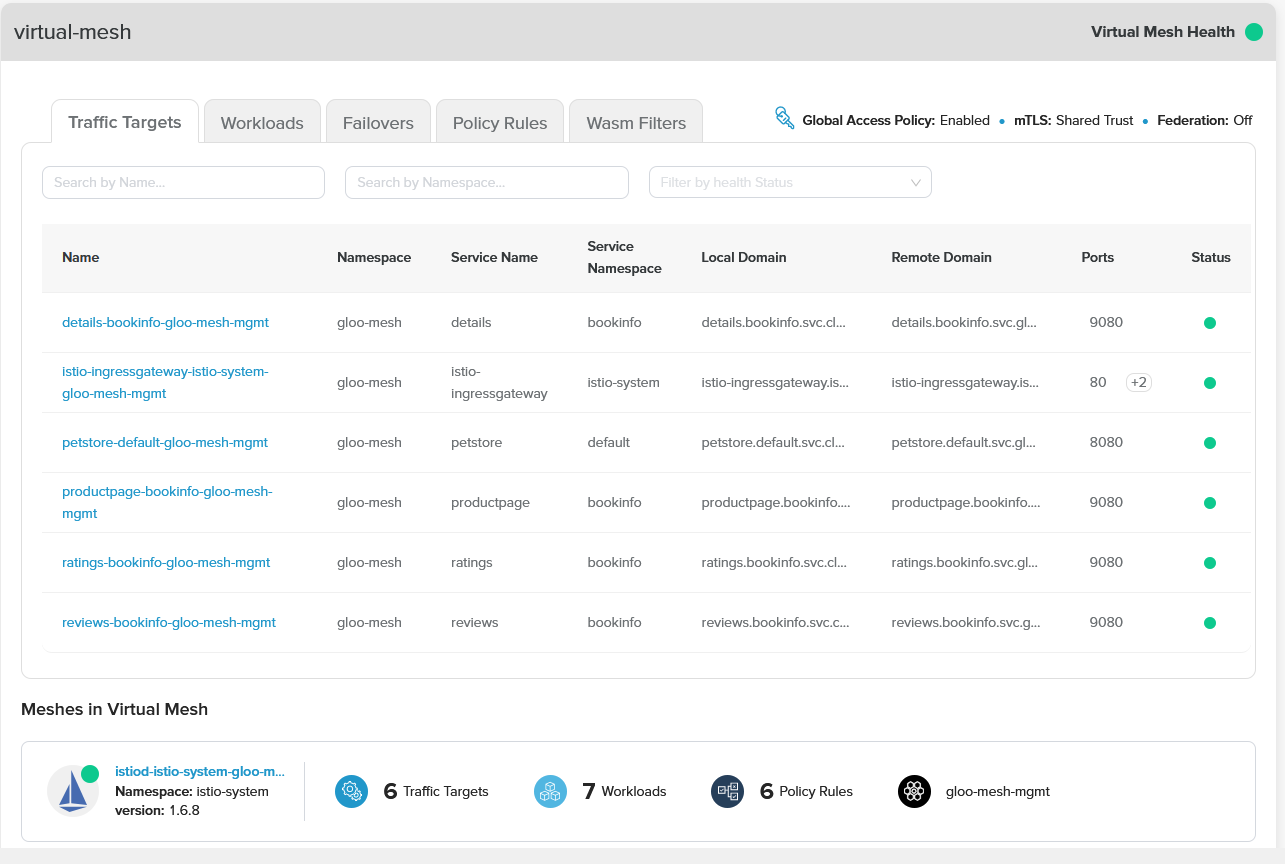 virtual-mesh
Virtual Mesh Health
Traffic Targets
Workloads
Failovers
Policy Rules
Wasm Filters
Global Access Policy: Enabled • mTLS: Shared Trust • Federation: Off
Search by Name...
Search by Namespace...
Filter by health Status
Name
Namespace
Service Name
Service
Namespace
Local Domain
Remote Domain
Ports
Status
details-bookinfo-gloo-mesh-mgmt
gloo-mesh
details
bookinfo
details.bookinfo.svc.cl...
details.bookinfo.svc.gl...
9080
istio-ingressgateway-istio-system-
gloo-mesh-mgmt
gloo-mesh
istio-
ingressgateway
istio-system
istio-ingressgateway.is...
istio-ingressgateway.is...
80
+2
petstore-default-gloo-mesh-mgmt
gloo-mesh
petstore
default
petstore.default.svc.cl...
petstore.default.svc.gl...
8080
productpage-bookinfo-gloo-mesh-
mgmt
gloo-mesh
productpage
bookinfo
productpage.bookinfo....
productpage.bookinfo....
9080
ratings-bookinfo-gloo-mesh-mgmt
gloo-mesh
ratings
bookinfo
ratings.bookinfo.svc.cl...
ratings.bookinfo.svc.gl...
9080
reviews-bookinfo-gloo-mesh-mgmt
gloo-mesh
reviews
bookinfo
reviews.bookinfo.svc.c...
reviews.bookinfo.svc.g...
9080
Meshes in Virtual Mesh
istiod-istio-system-gloo-m...
Namespace: istio-system
version: 1.6.8
6 Traffic Targets
7 Workloads
6 Policy Rules
gloo-mesh-mgmt